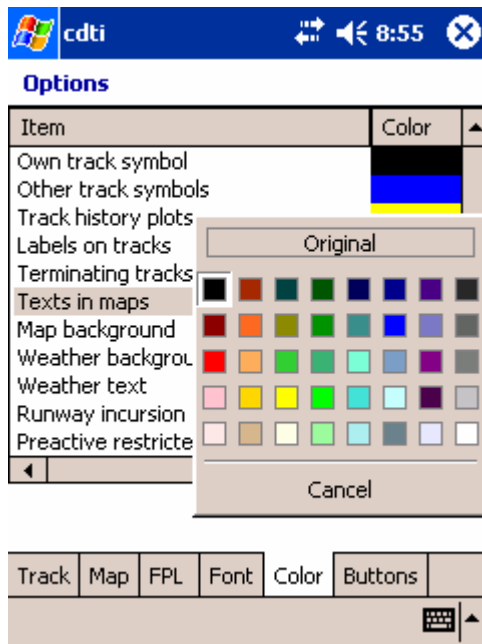 cdti 8:55
Options
Item Color
Own track symbol
Other track symbols
Track history plots
Labels on tracks
Original
Terminating tracks
Texts in maps
Map background
Weather backgrou
Weather text
Runway incursion
Preactive restricte
Cancel
Track Map FPL Font Color Buttons